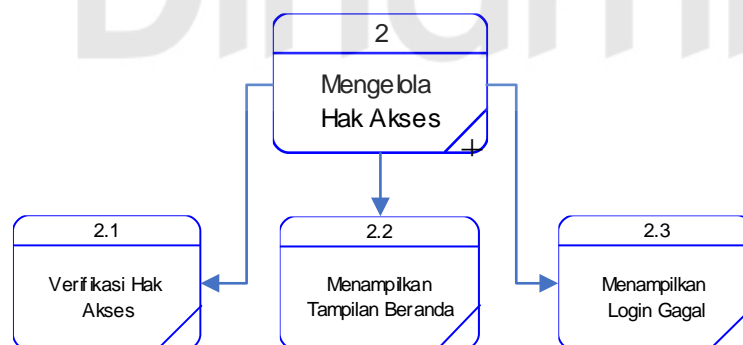 2
Mengelola
Hak Akses
2.1
Verifikasi Hak
Akses
2.2
Menampilkan
Tampilan Beranda
2.3
Menampilkan
Login Gagal